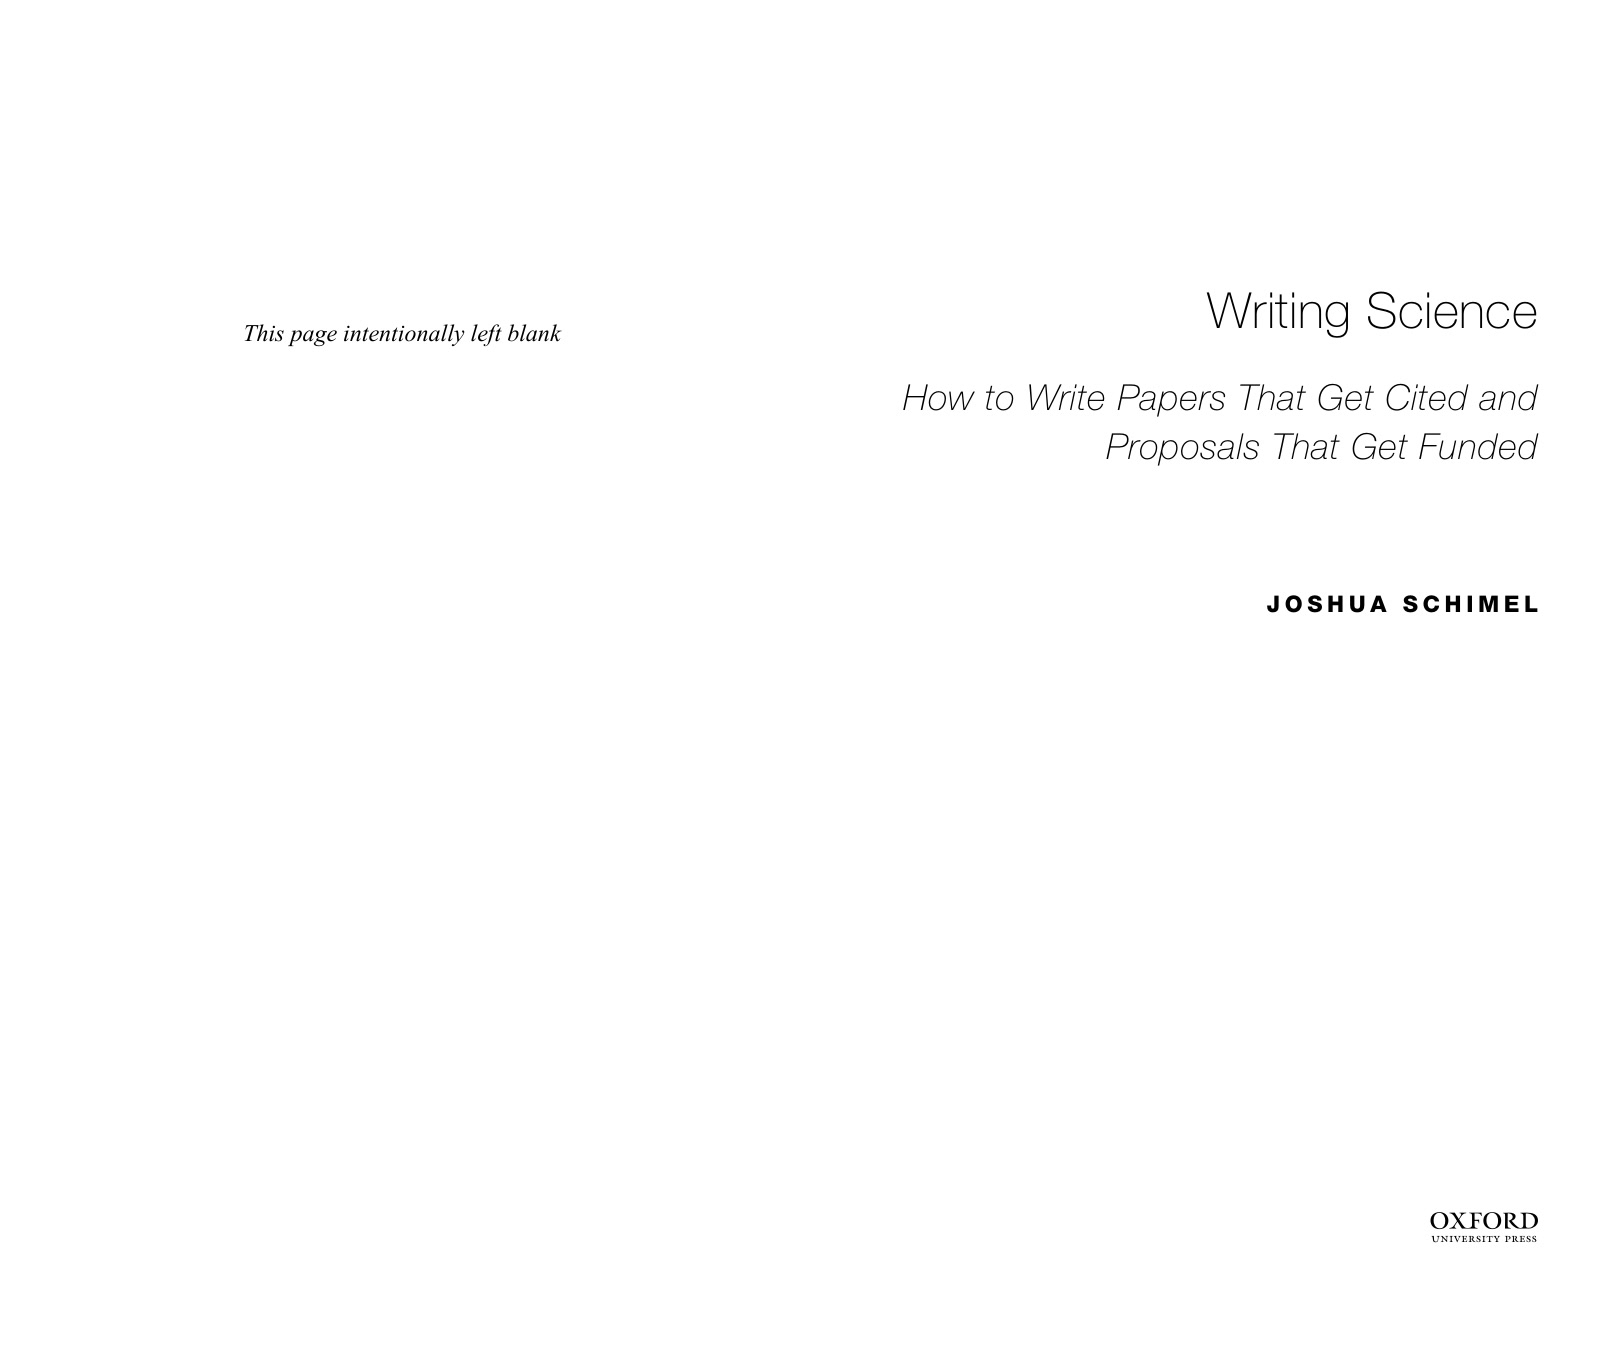 This page intentionally left blank
Writing Science
How to Write Papers That Get Cited and
Proposals That Get Funded
JOSHUA SCHIMEL
OXFORD
UNIVERSITY PRESS